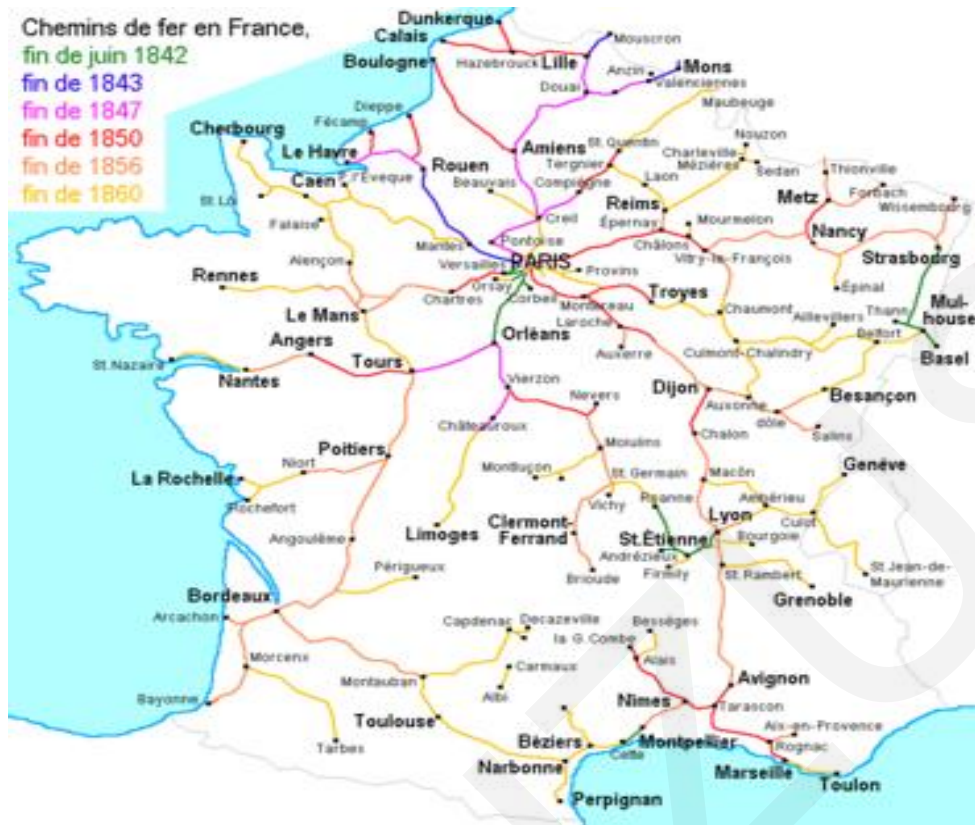 Chemins de fer en France,
fin de juin 1842
fin de 1843
fin de 1847
fin de 1850
fin de 1856
fin de 1860
Dunkerque
Calais
Boulogne
Hazebrouck
Lille
Mouscron
Anzin
Mons
Valenciennes
Douai
Maubeuge
Dieppe
Fécamp
Cherbourg
Le Havre
Rouen
Amiens
St.Quentin
Tergnier
Nouzon
Charleville
Mézières
Sedan
Thionville
Caen
l'Eveque
Beauvais
Compiègne
Laon
Forbach
Wissembourg
St. Lô
Reims
Metz
Falaise
Creil
Épernay
Mourmelon
Nancy
Mantes
Pontoise
Châlons
Strasbourg
Alençon
Versailles
PARIS
Vitry-le-François
Rennes
Orsay
Provins
Épinal
Chartres
Corbeil
Montereau
Troyes
Thann
Mul-
house
Le Mans
Laroche
Chaumont
Aillevillers
Belfort
Angers
Orléans
Auxerre
Culmont-Chalindry
Basel
St.Nazaire
Tours
Nantes
Vierzon
Nevers
Dijon
Auxonne
Besançon
dôle
Châteauroux
Chalon
Salins
Poitiers
Moiulins
La Rochelle
Niort
Montluçon
St. Germain
Macôn
Genéve
Rochefort
Vichy
Roanne
Ambérieu
Limoges
Clermont-
Ferrand
Lyon
Culoz
St.Étienne
Bourgoie
Angoulême
Andrézieux
Périgueux
Brioude
Firmily
St. Rambert
St Jean-de-
Maurienne
Bordeaux
Grenoble
Arcachon
Capdenac
Decazeville
Bességes
la G.Combe
Morcenx
Carmaux
Alais
Montauban
Avignon
Bayonne
Albi
Nîmes
Tarascon
Toulouse
Aix-en-Provence
Tarbes
Bèziers
Montpellier
Rognac
Cette
Narbonne
Marseille
Toulon
Perpignan